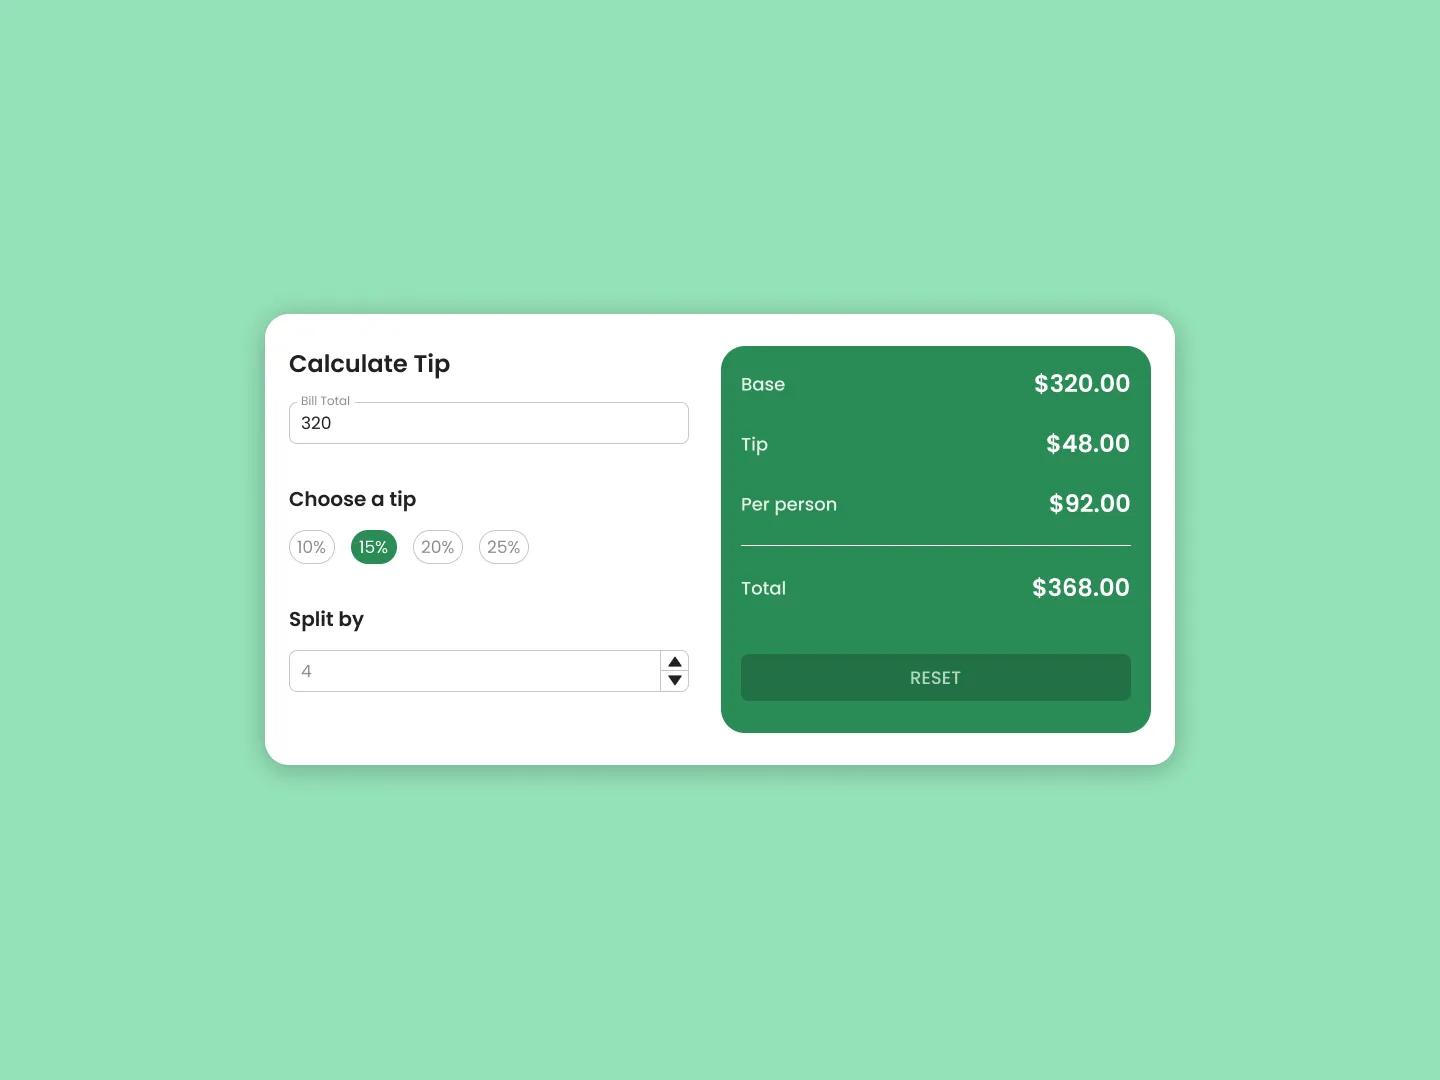 Calculate Tip
Bill Total
320
Choose a tip
10% 15% 20% 25%
Split by
4
Base $320.00
Tip $48.00
Per person $92.00
Total $368.00
RESET